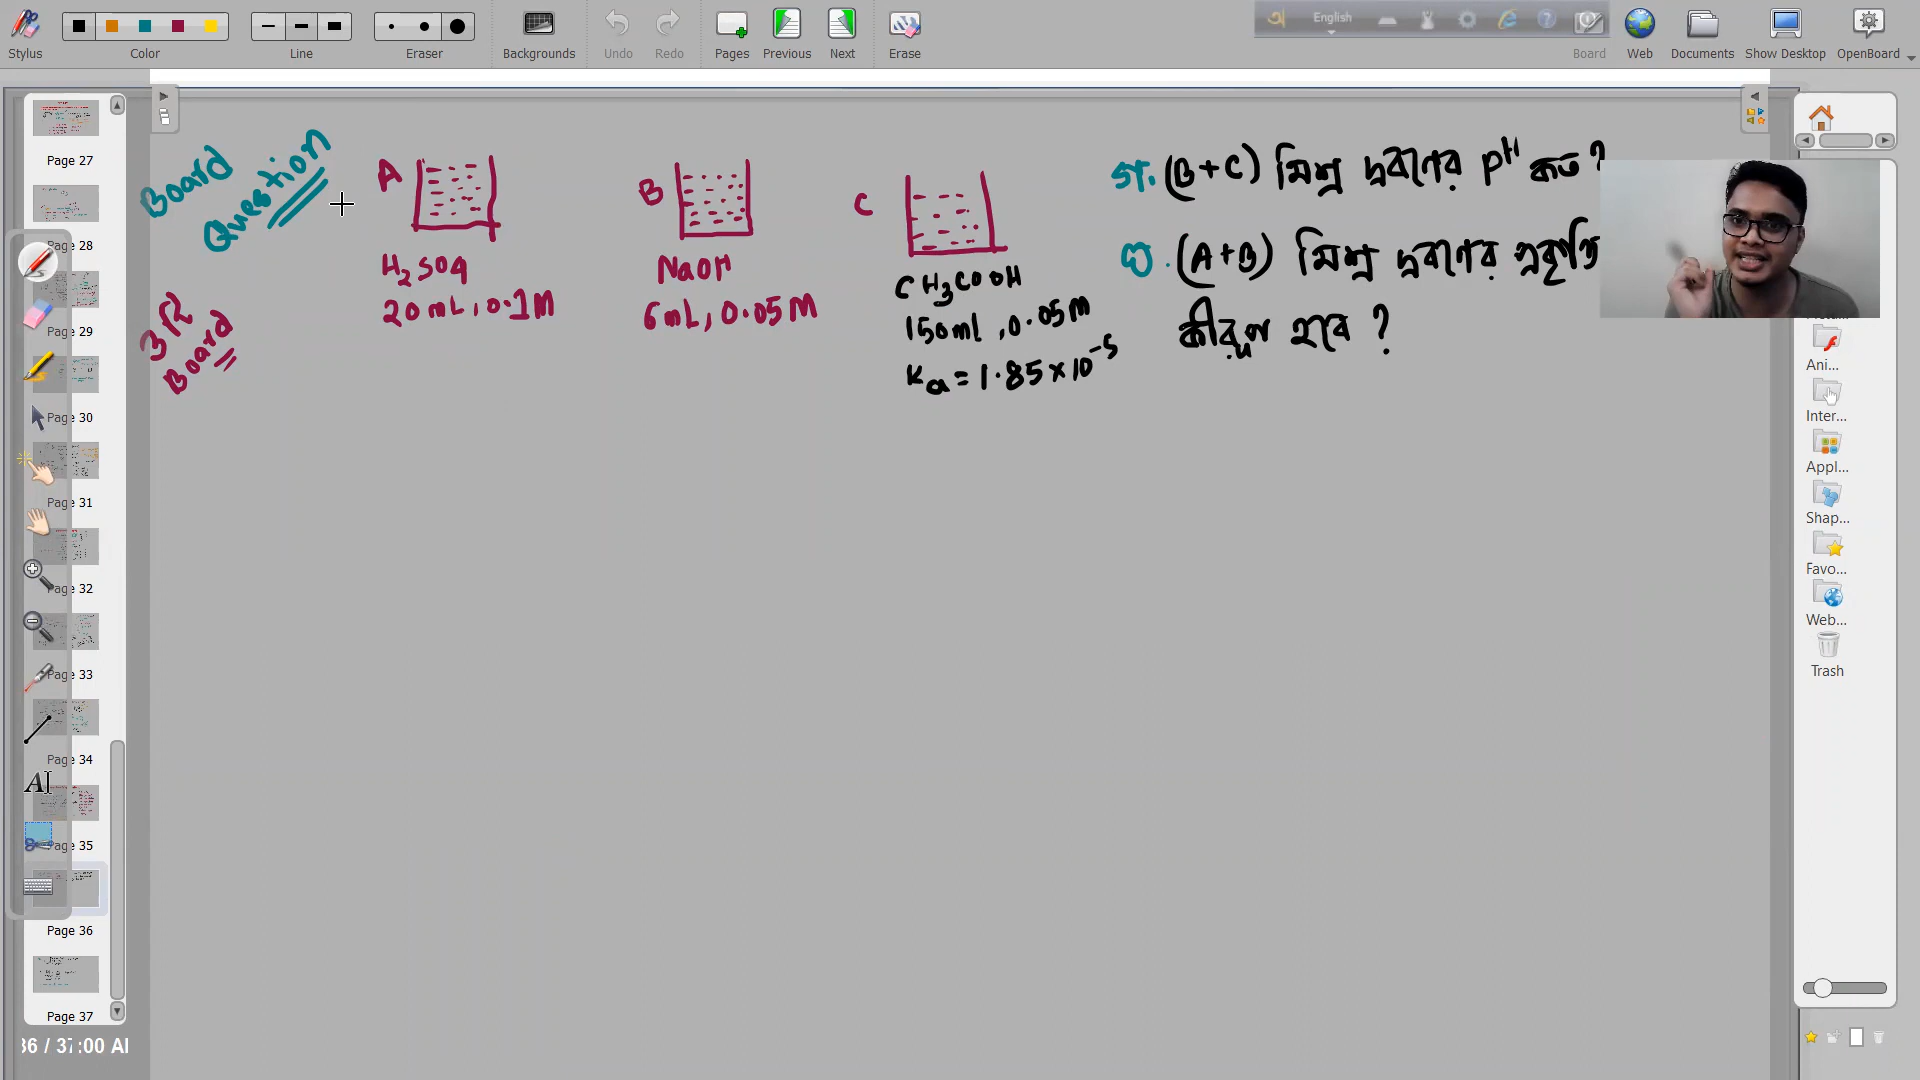 Stylus
Color
Line
Eraser
Backgrounds
Undo
Redo
Pages
Previous
Next
Erase
English
Board
Web
Documents
Show Desktop
OpenBoard
Page 27
Page 28
Page 29
Page 30
Page 31
Page 32
Page 33
Page 34
Page 35
Page 36
Page 37
Board
Question
Board
A
H2SO4
20 mL, 0.1M
B
NaOH
6mL, 0.05M
C
CH3COOH
150ml, 0.05M
Ka = 1.85×10^-5
গ. (B+C) মিশ্র দ্রবণের pH কত ?
ঘ. (A+B) মিশ্র দ্রবণের প্রকৃতি
কীরূপ হবে ?
Ani...
Inter...
Appl...
Shap...
Favo...
Web...
Trash